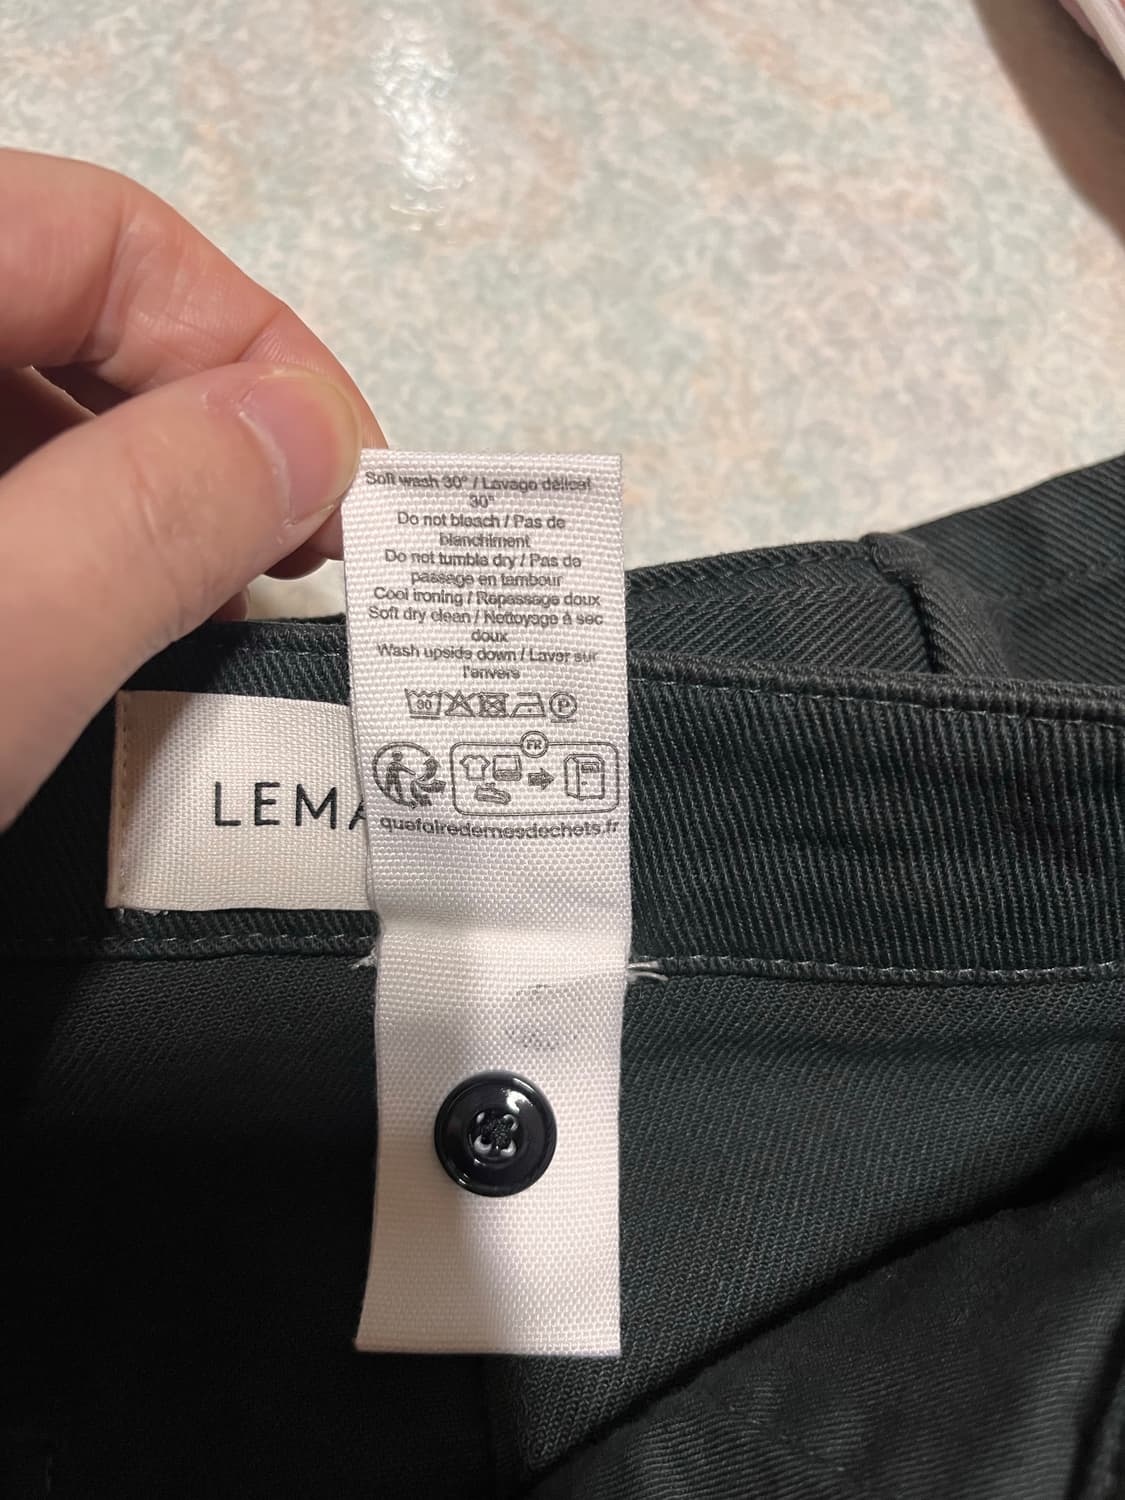 Soft wash 30° / Lavage délicat
30°
Do not bleach / Pas de
blanchiment
Do not tumble dry / Pas de
passage en tambour
Cool ironing / Repassage doux
Soft dry clean / Nettoyage à sec
doux
Wash upside down / Laver sur
l'envers
30 P
FR
quefairedemesdechets.fr
LEMA